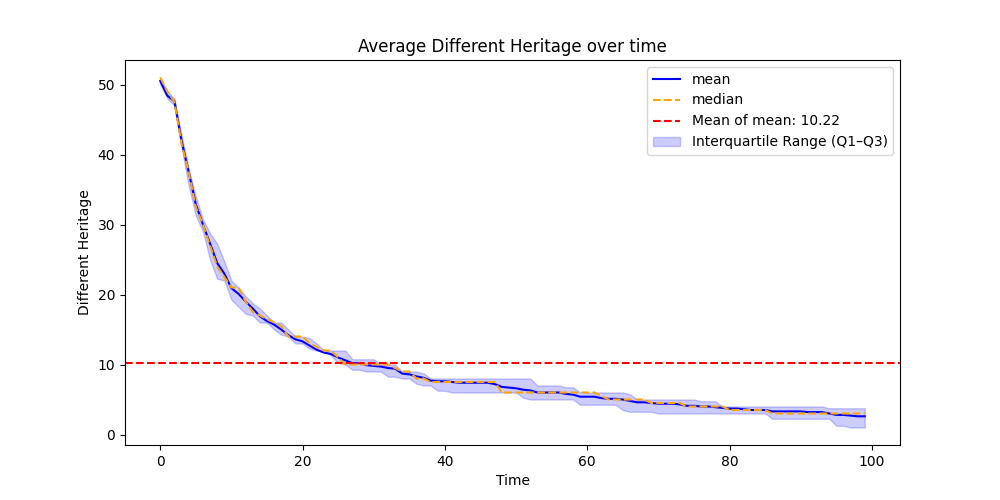 Average Different Heritage over time
mean
median
Mean of mean: 10.22
Interquartile Range (Q1–Q3)
Different Heritage
50
40
30
20
10
0
0 20 40 60 80 100
Time